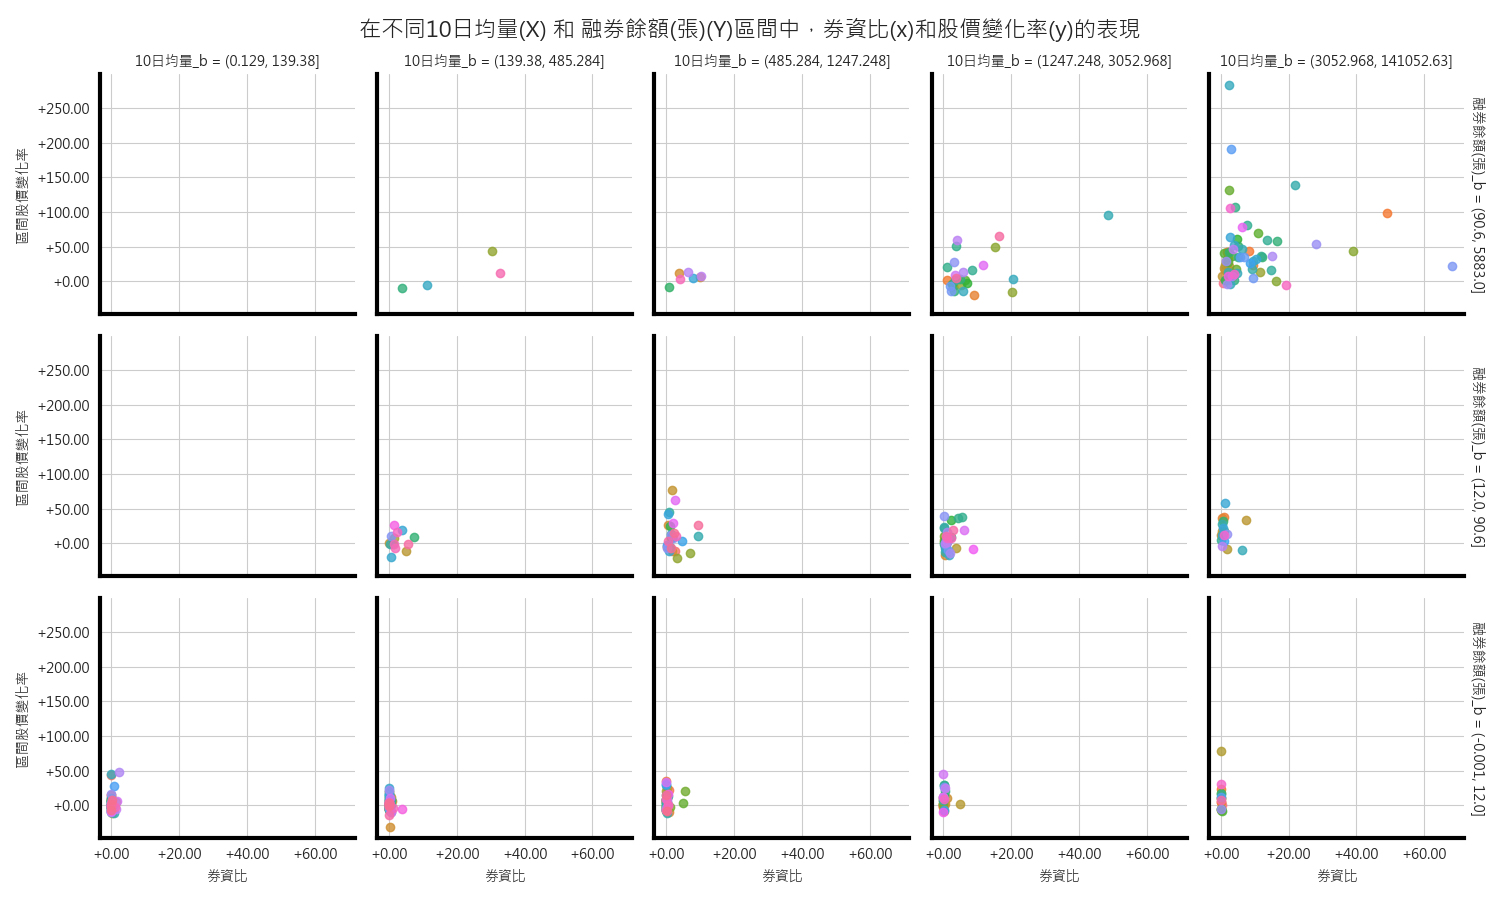 在不同10日均量(X) 和 融券餘額(張)(Y)區間中，券資比(x)和股價變化率(y)的表現
10日均量_b = (0.129, 139.38]
10日均量_b = (139.38, 485.284]
10日均量_b = (485.284, 1247.248]
10日均量_b = (1247.248, 3052.968]
10日均量_b = (3052.968, 141052.63]
區間股價變化率
+250.00
+200.00
+150.00
+100.00
+50.00
+0.00
融券餘額(張)_b = (90.6, 5883.0]
區間股價變化率
+250.00
+200.00
+150.00
+100.00
+50.00
+0.00
融券餘額(張)_b = (12.0, 90.6]
區間股價變化率
+250.00
+200.00
+150.00
+100.00
+50.00
+0.00
融券餘額(張)_b = (-0.001, 12.0]
+0.00 +20.00 +40.00 +60.00
+0.00 +20.00 +40.00 +60.00
+0.00 +20.00 +40.00 +60.00
+0.00 +20.00 +40.00 +60.00
+0.00 +20.00 +40.00 +60.00
券資比
券資比
券資比
券資比
券資比